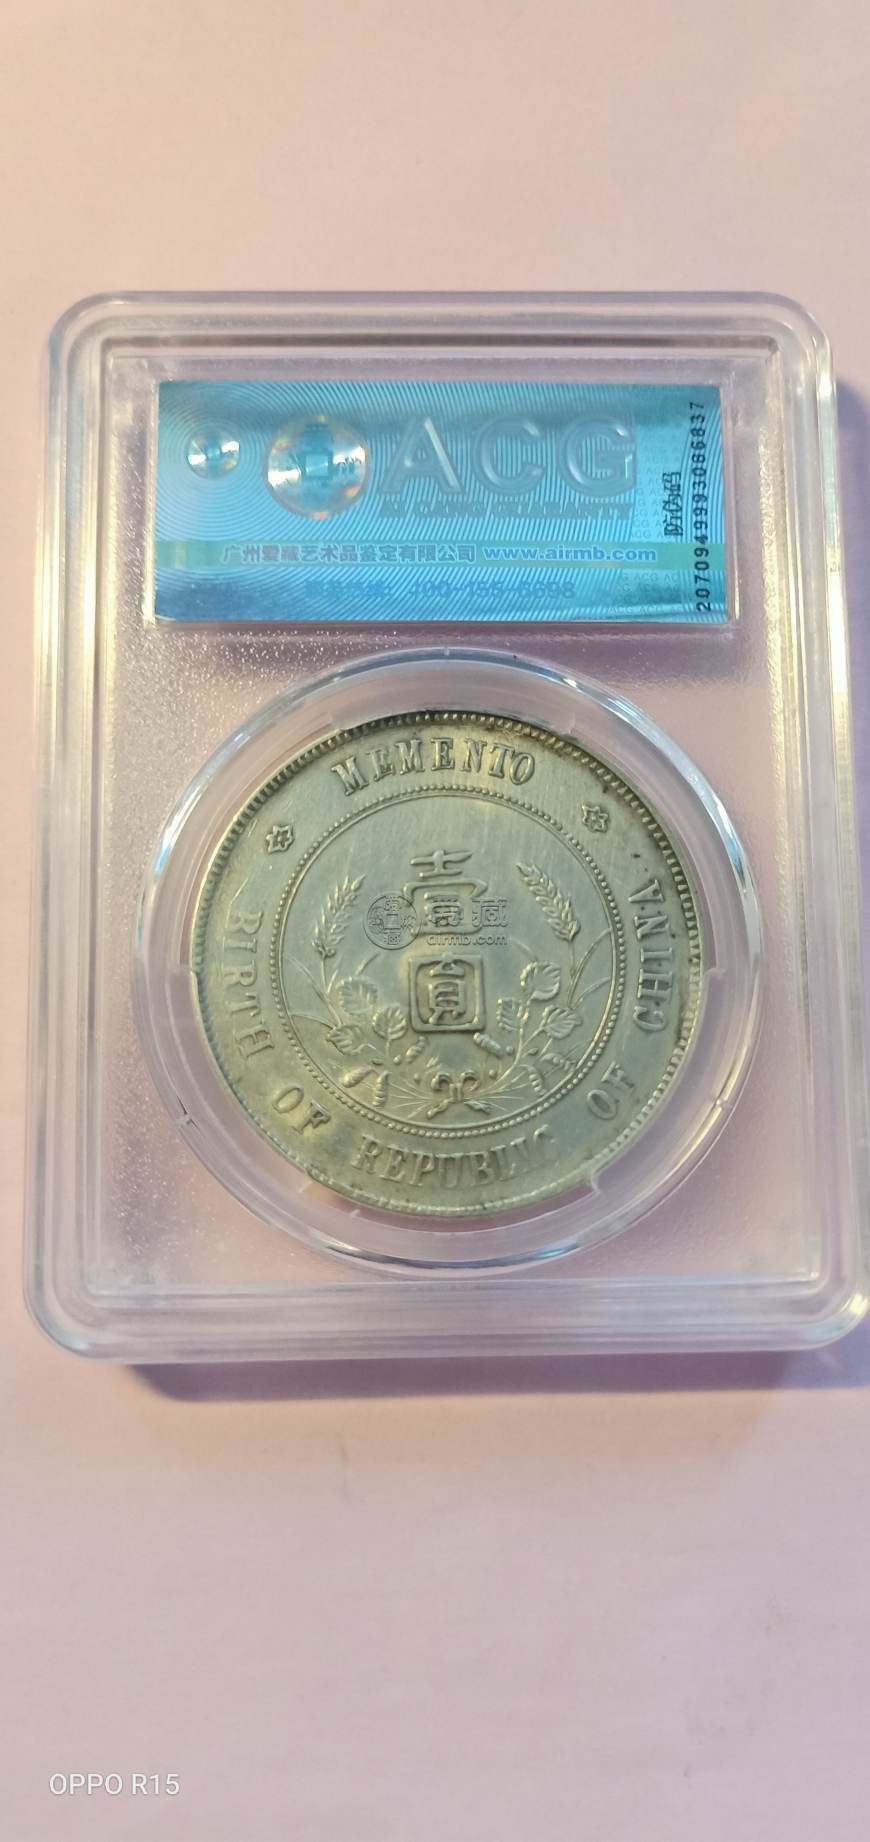 ACG
AI CANG GUARANTY
广州爱藏艺术品鉴定有限公司 www.airmb.com
400-155-6698
防伪码
2070949993086837
MEMENTO
BIRTH OF REPUBLIC OF CHINA
壹圓
爱藏
airmb.com
OPPO R15